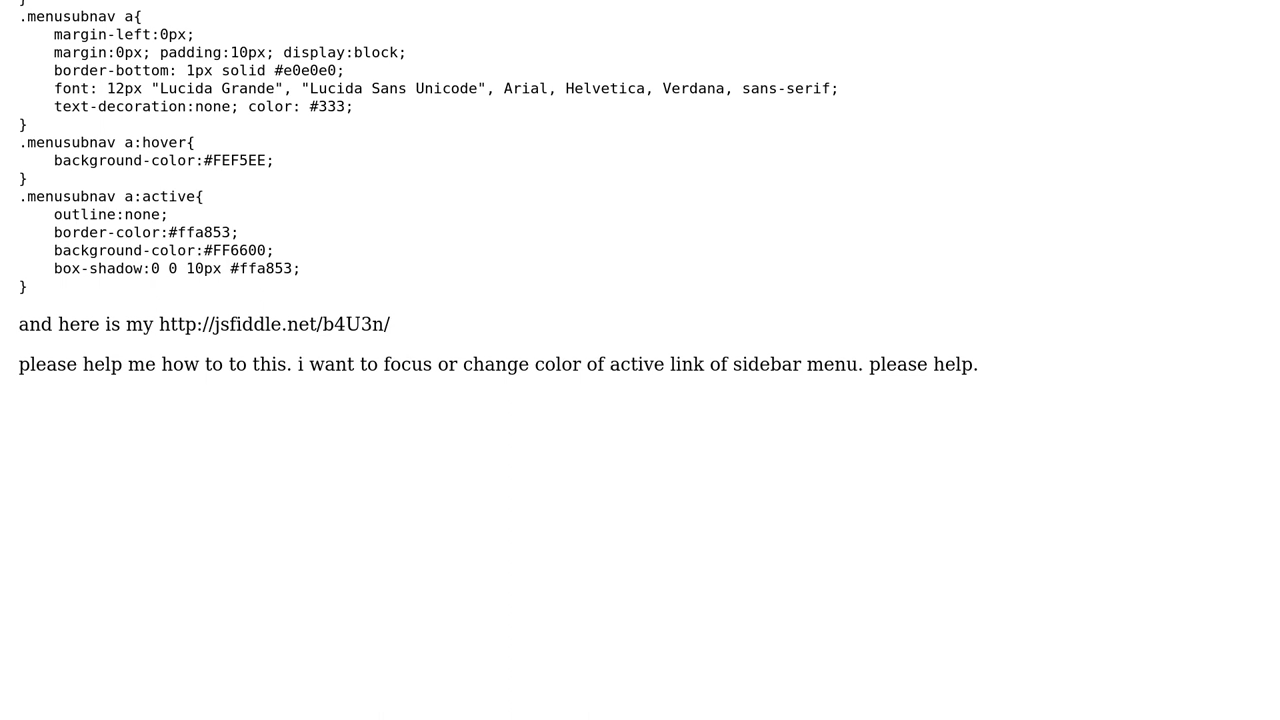 }
.menusubnav a{
    margin-left:0px;
    margin:0px; padding:10px; display:block;
    border-bottom: 1px solid #e0e0e0;
    font: 12px "Lucida Grande", "Lucida Sans Unicode", Arial, Helvetica, Verdana, sans-serif;
    text-decoration:none; color: #333;
}
.menusubnav a:hover{
    background-color:#FEF5EE;
}
.menusubnav a:active{
    outline:none;
    border-color:#ffa853;
    background-color:#FF6600;
    box-shadow:0 0 10px #ffa853;
}
and here is my http://jsfiddle.net/b4U3n/
please help me how to to this. i want to focus or change color of active link of sidebar menu. please help.